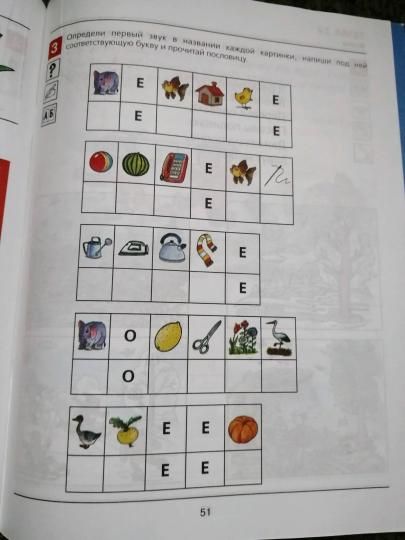 3
Определи первый звук в названии каждой картинки, напиши под ней
соответствующую букву и прочитай пословицу.
?
АБ
Е Е
Е Е
Е
Е
Е
Е
О
О
Е Е
Е Е
51